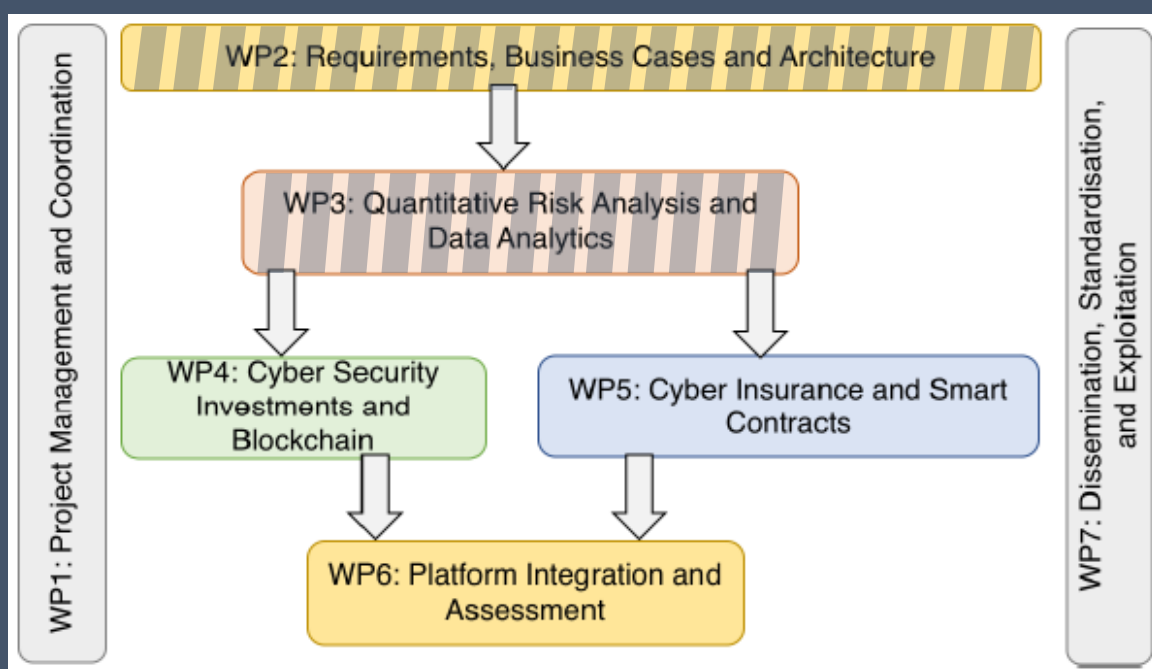 WP1: Project Management and Coordination
WP2: Requirements, Business Cases and Architecture
WP3: Quantitative Risk Analysis and
Data Analytics
WP4: Cyber Security
Investments and
Blockchain
WP5: Cyber Insurance and Smart
Contracts
WP6: Platform Integration and
Assessment
WP7: Dissemination, Standardisation,
and Exploitation